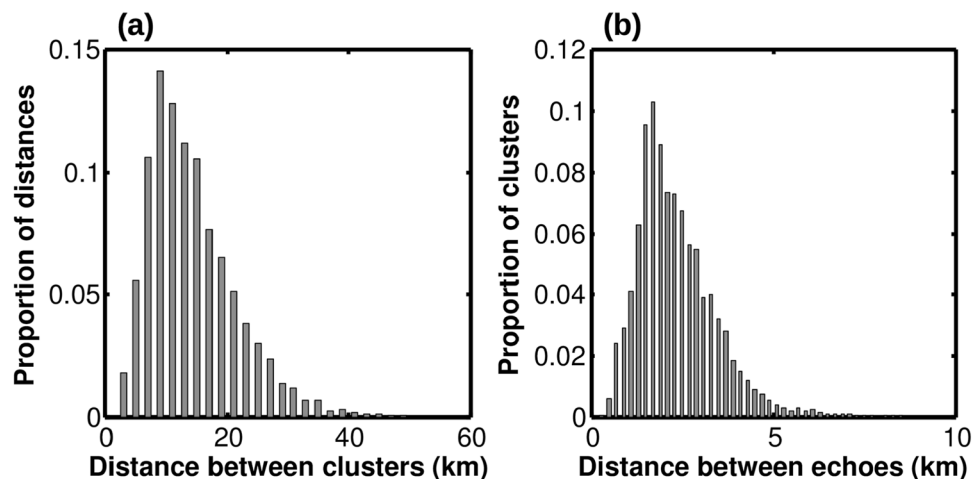 (a)
Proportion of distances
0.15
0.1
0.05
0
0 20 40 60
Distance between clusters (km)
(b)
Proportion of clusters
0.12
0.1
0.08
0.06
0.04
0.02
0
0 5 10
Distance between echoes (km)